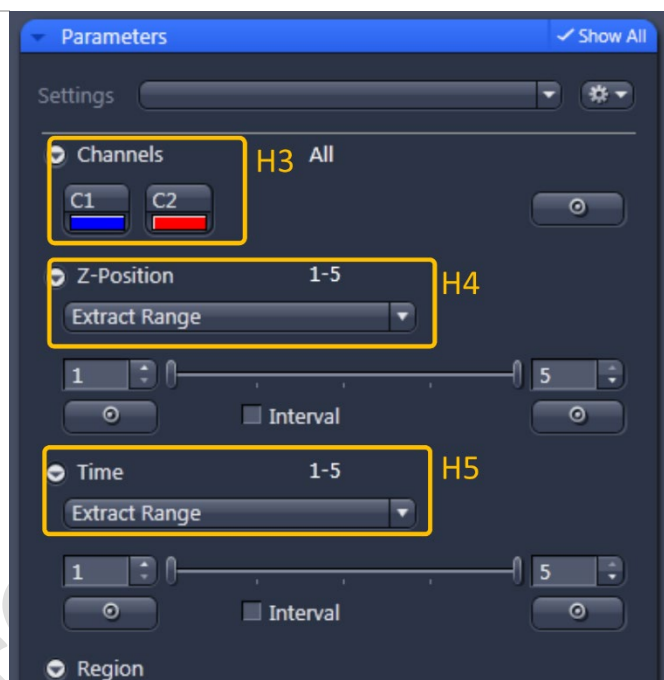 Parameters Show All
Settings
Channels H3 All
C1 C2
Z-Position 1-5 H4
Extract Range
1 5
Interval
Time 1-5 H5
Extract Range
1 5
Interval
Region